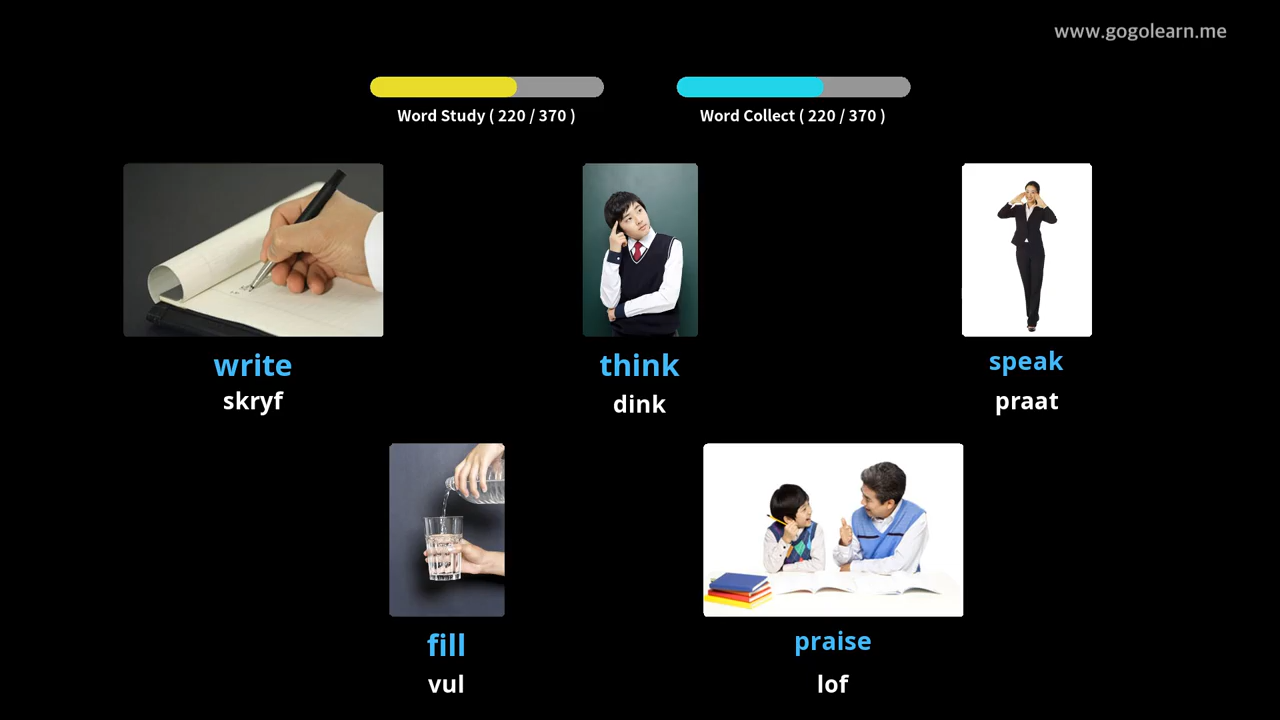 www.gogolearn.me
Word Study ( 220 / 370 )
Word Collect ( 220 / 370 )
write
skryf
think
dink
speak
praat
fill
vul
praise
lof